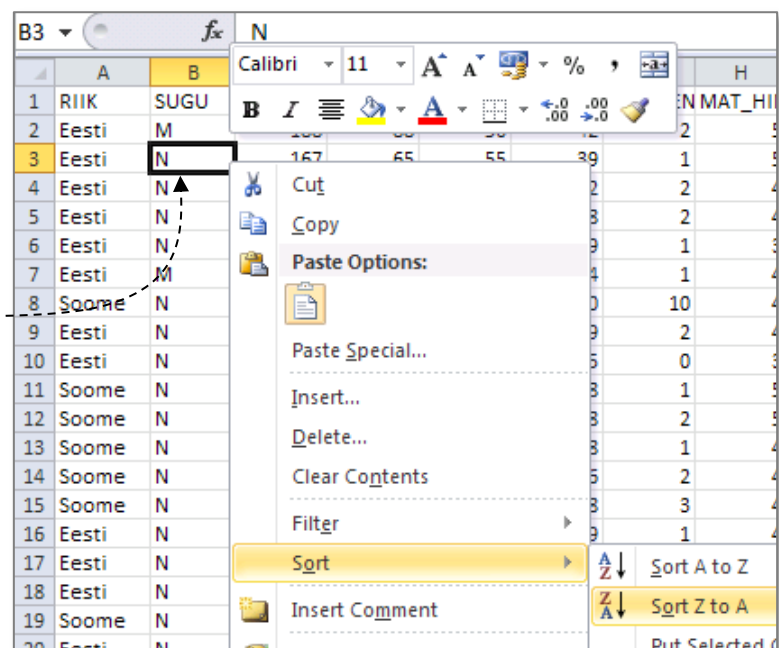 B3 fx N
Calibri 11 A A % ,
B I A
A B H
1 RIIK SUGU EN
2 Eesti M 2
3 Eesti N 167 65 55 39 1
4 Eesti N 2
5 Eesti N 2
6 Eesti N 1
7 Eesti M 1
8 Soome N 10
9 Eesti N 2
10 Eesti N 0
11 Soome N 1
12 Soome N 2
13 Soome N 1
14 Soome N 2
15 Soome N 3
16 Eesti N 1
17 Eesti N
18 Eesti N
19 Soome N
Cut
Copy
Paste Options:
Paste Special...
Insert...
Delete...
Clear Contents
Filter
Sort
Insert Comment
Sort A to Z
Sort Z to A
Put Selected